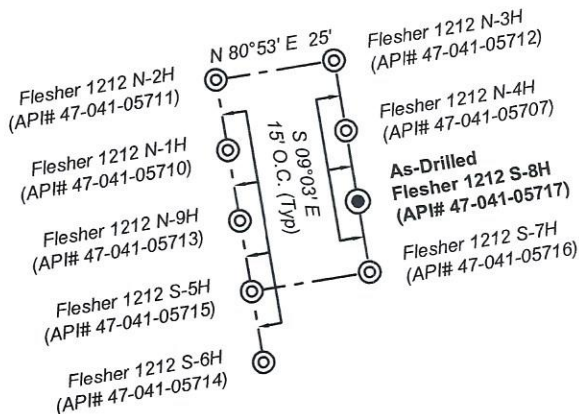 N 80°53' E 25'
Flesher 1212 N-3H
(API# 47-041-05712)
Flesher 1212 N-2H
(API# 47-041-05711)
Flesher 1212 N-4H
(API# 47-041-05707)
Flesher 1212 N-1H
(API# 47-041-05710)
S 09°03' E
15' O.C. (Typ)
As-Drilled
Flesher 1212 S-8H
(API# 47-041-05717)
Flesher 1212 N-9H
(API# 47-041-05713)
Flesher 1212 S-7H
(API# 47-041-05716)
Flesher 1212 S-5H
(API# 47-041-05715)
Flesher 1212 S-6H
(API# 47-041-05714)